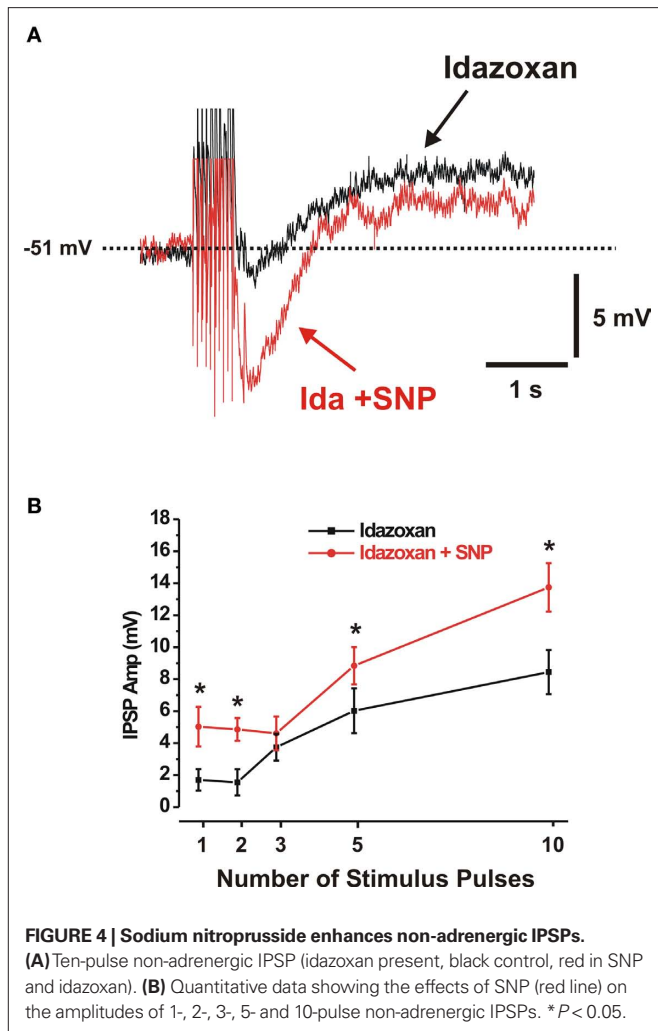 A
Idazoxan
-51 mV
5 mV
1 s
Ida +SNP
B
18
16
14
12
10
8
6
4
2
0
IPSP Amp (mV)
Idazoxan
Idazoxan + SNP
*
*
*
*
1 2 3 5 10
Number of Stimulus Pulses
FIGURE 4 | Sodium nitroprusside enhances non-adrenergic IPSPs.
(A) Ten-pulse non-adrenergic IPSP (idazoxan present, black control, red in SNP
and idazoxan). (B) Quantitative data showing the effects of SNP (red line) on
the amplitudes of 1-, 2-, 3-, 5- and 10-pulse non-adrenergic IPSPs. *P < 0.05.